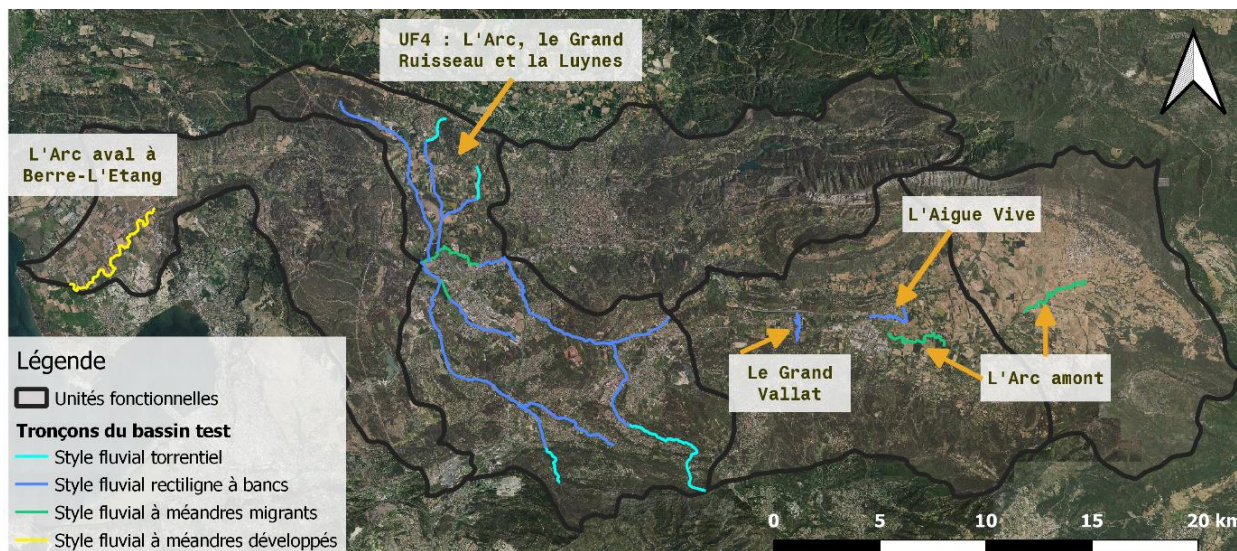 UF4 : L'Arc, le Grand
Ruisseau et la Luynes
L'Arc aval à
Berre-L'Etang
L'Aigue Vive
Le Grand
Vallat
L'Arc amont
Légende
Unités fonctionnelles
Tronçons du bassin test
Style fluvial torrentiel
Style fluvial rectiligne à bancs
Style fluvial à méandres migrants
Style fluvial à méandres développés
0 5 10 15 20 km